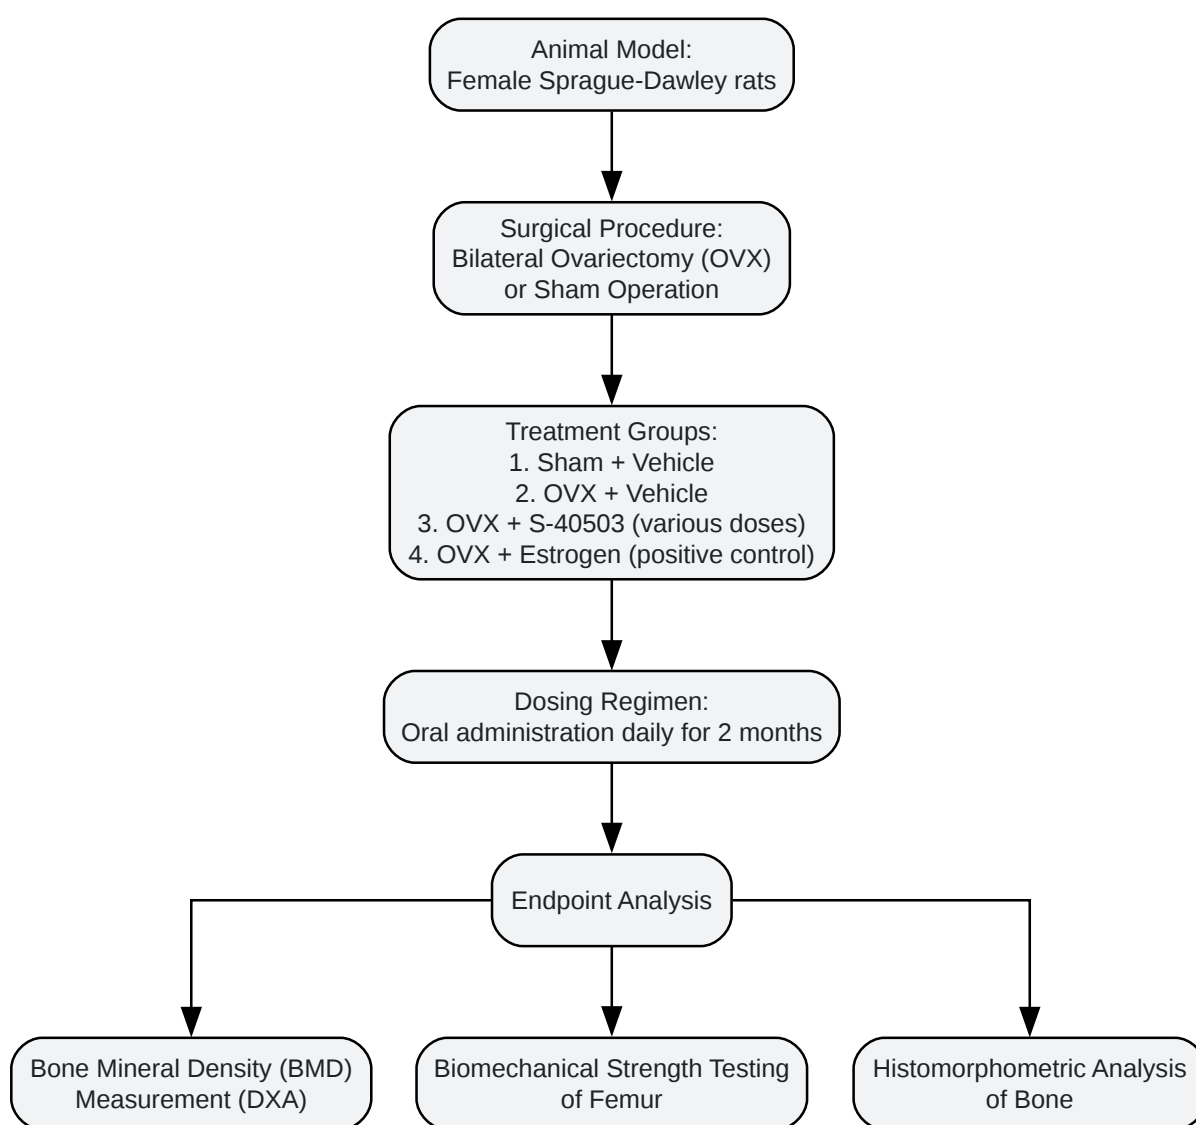 Animal Model:
Female Sprague-Dawley rats
Surgical Procedure:
Bilateral Ovariectomy (OVX)
or Sham Operation
Treatment Groups:
1. Sham + Vehicle
2. OVX + Vehicle
3. OVX + S-40503 (various doses)
4. OVX + Estrogen (positive control)
Dosing Regimen:
Oral administration daily for 2 months
Endpoint Analysis
Bone Mineral Density (BMD)
Measurement (DXA)
Biomechanical Strength Testing
of Femur
Histomorphometric Analysis
of Bone